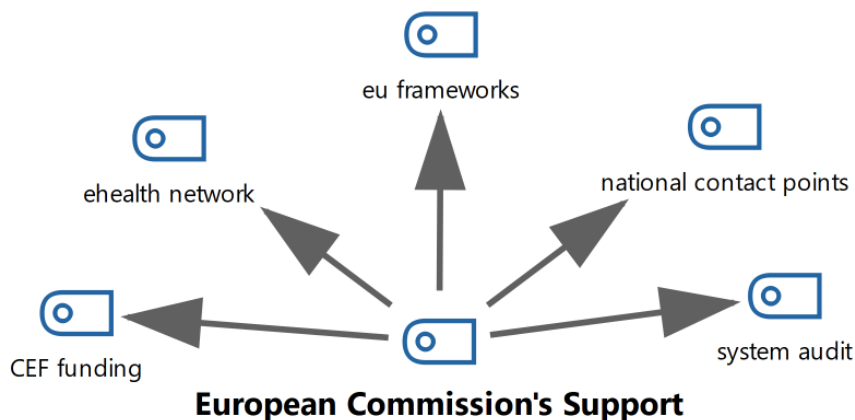 eu frameworks
ehealth network
national contact points
CEF funding
system audit
European Commission's Support